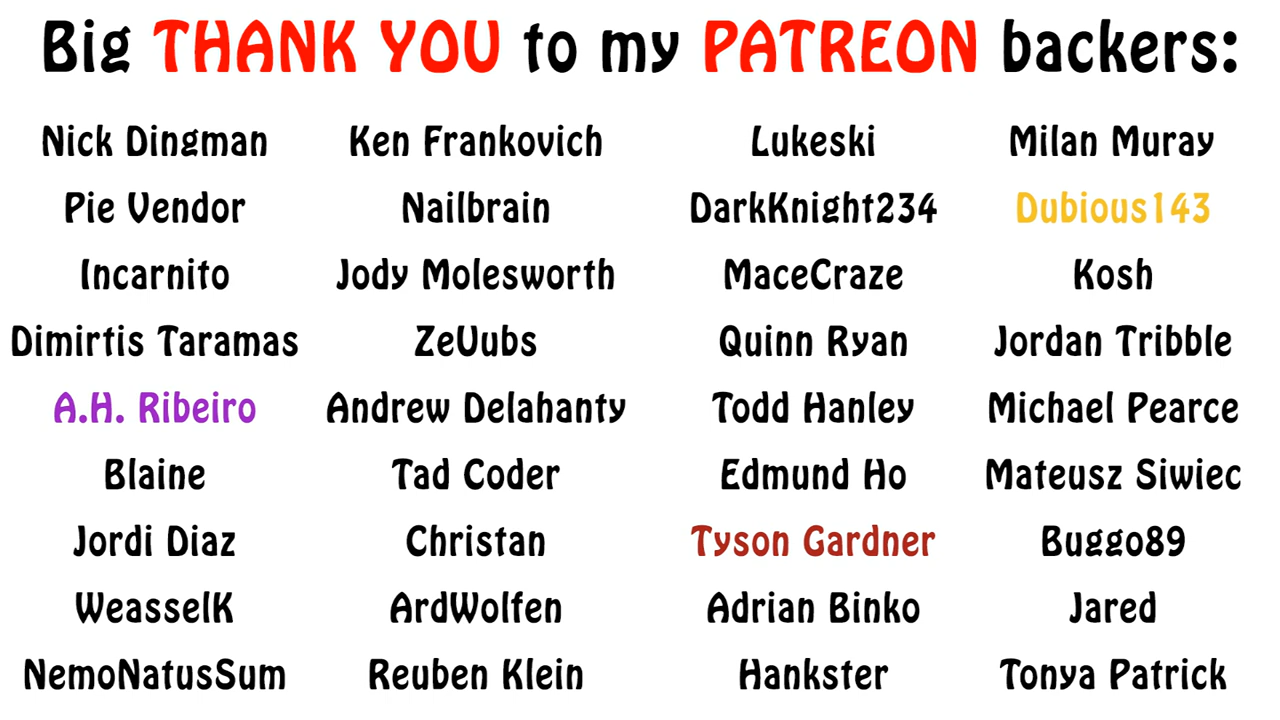 Big THANK YOU to my PATREON backers:
Nick Dingman Ken Frankovich Lukeski Milan Muray
Pie Vendor Nailbrain DarkKnight234 Dubious143
Incarnito Jody Molesworth MaceCraze Kosh
Dimirtis Taramas ZeVubs Quinn Ryan Jordan Tribble
A.H. Ribeiro Andrew Delahanty Todd Hanley Michael Pearce
Blaine Tad Coder Edmund Ho Mateusz Siwiec
Jordi Diaz Christan Tyson Gardner Buggo89
WeasselK ArdWolfen Adrian Binko Jared
NemoNatusSum Reuben Klein Hankster Tonya Patrick